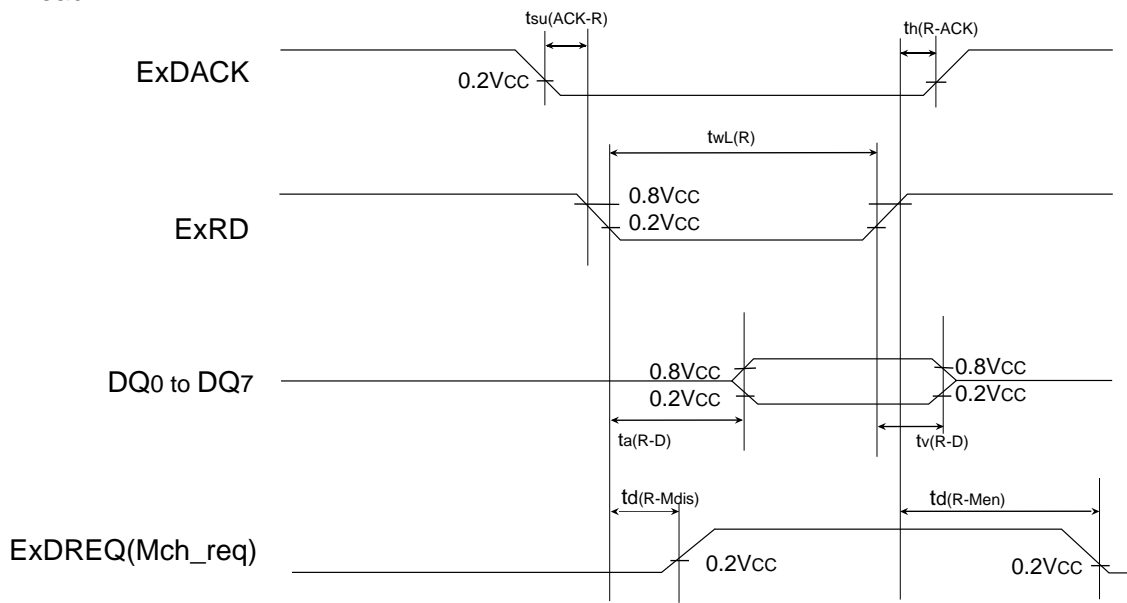 tsu(ACK-R)
th(R-ACK)
ExDACK
0.2VCC
twL(R)
0.8VCC
ExRD
0.2VCC
0.8VCC
0.8VCC
DQ0 to DQ7
0.2VCC
0.2VCC
ta(R-D)
tv(R-D)
td(R-Mdis)
td(R-Men)
ExDREQ(Mch_req)
0.2VCC
0.2VCC